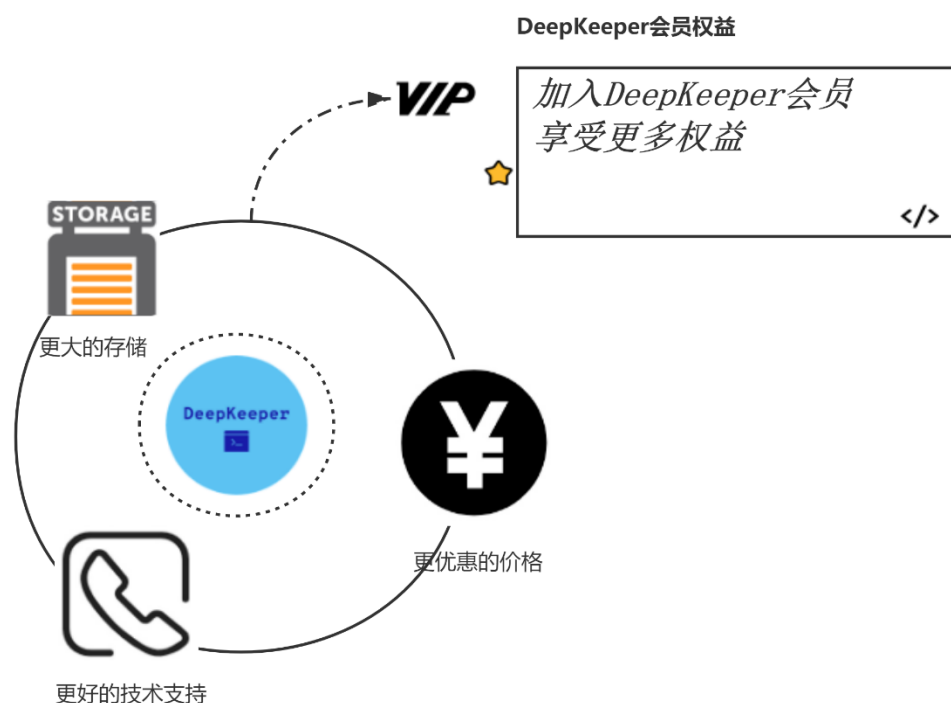 DeepKeeper会员权益
VIP
加入DeepKeeper会员
享受更多权益
</>
STORAGE
更大的存储
DeepKeeper
>_
¥
更优惠的价格
更好的技术支持